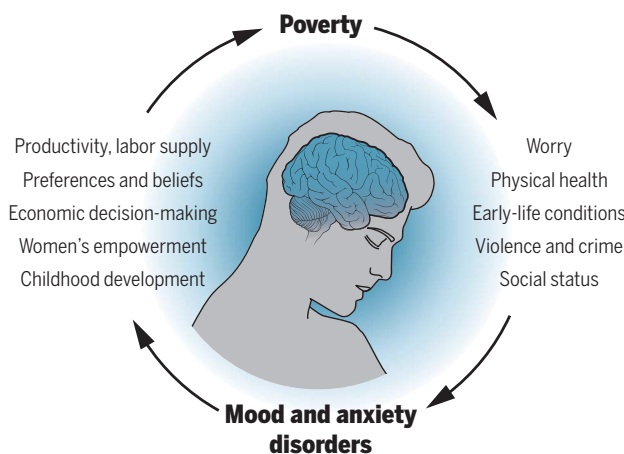 Poverty
Productivity, labor supply
Preferences and beliefs
Economic decision-making
Women's empowerment
Childhood development
Worry
Physical health
Early-life conditions
Violence and crime
Social status
Mood and anxiety
disorders